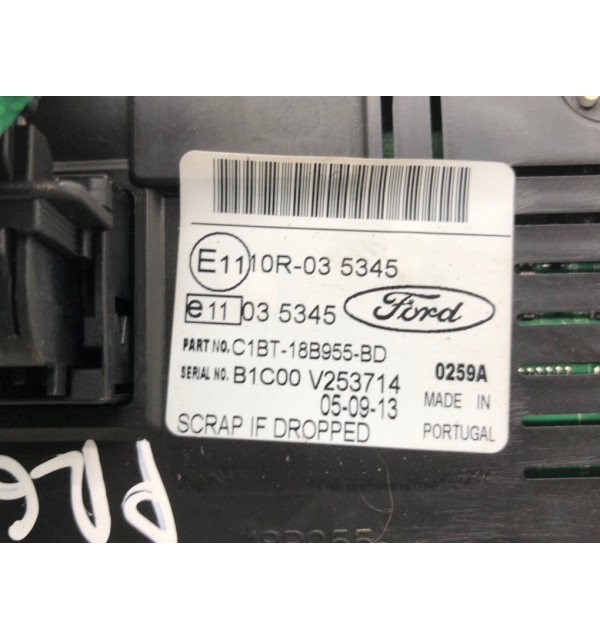 E11 10R-03 5345
e11 03 5345 Ford
PART NO. C1BT-18B955-BD
SERIAL NO. B1C00 V253714 0259A
05-09-13 MADE IN
SCRAP IF DROPPED PORTUGAL